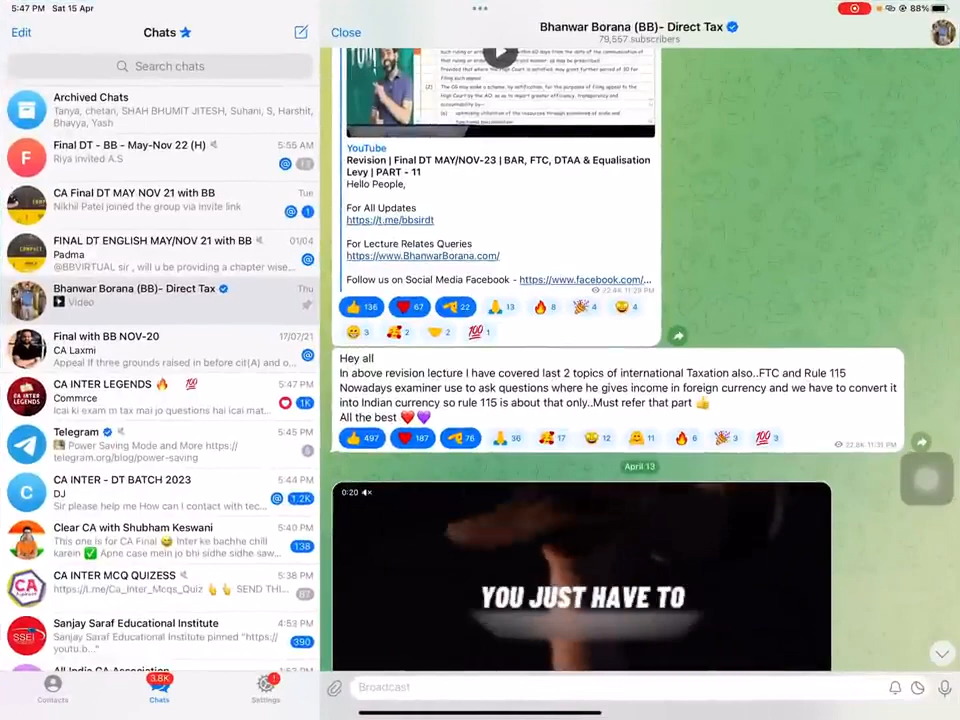 5:47 PM Sat 15 Apr
88%
Edit
Chats
Search chats
Archived Chats
Tanya, chetan, SHAH BHUMIT JITESH, Suhani, S, Harshit,
Bhavya, Yash
F
Final DT - BB - May-Nov 22 (H)
5:55 AM
Riya invited A.S
@
CA Final DT MAY NOV 21 with BB
Tue
Nikhil Patel joined the group via invite link
@ 1
FINAL DT ENGLISH MAY/NOV 21 with BB
01/04
Padma
@BBVIRTUAL sir , will u be providing a chapter wise...
@
Bhanwar Borana (BB)- Direct Tax
Thu
Video
Final with BB NOV-20
17/07/21
CA Laxmi
Appeal If three grounds raised in before cit(A) and o...
@
CA INTER LEGENDS 🔥 💯
5:47 PM
Commrce
Icai ki exam m tax mai jo questions hai icai mat...
1K
Telegram
5:45 PM
Power Saving Mode and More https://
telegram.org/blog/power-saving
C
CA INTER - DT BATCH 2023
5:44 PM
DJ
Sir please help me How can I contact with tec...
@ 1.2K
Clear CA with Shubham Keswani
5:40 PM
This one is for CA Final 😂 Inter ke bachhe chill
karein ✅ Apne case mein jo bhi sidhe sidhe saw...
138
CA
CA INTER MCQ QUIZESS
5:38 PM
https://t.me/Ca_Inter_Mcqs_Quiz 👆 👆 SEND THI...
87
SSEI
Sanjay Saraf Educational Institute
4:53 PM
Sanjay Saraf Educational Institute pinned "https://
youtu.b..."
390
All India CA Association
Contacts
3.8K
Chats
1
Settings
Close
Bhanwar Borana (BB)- Direct Tax
79,557 subscribers
YouTube
Revision | Final DT MAY/NOV-23 | BAR, FTC, DTAA & Equalisation
Levy | PART - 11
Hello People,
For All Updates
https://t.me/bbsirdt
For Lecture Relates Queries
https://www.BhanwarBorana.com/
Follow us on Social Media Facebook - https://www.facebook.com/...
22.4K 11:29 PM
👍 136 ❤️ 67 22 🙏 13 🔥 8 🎉 4 4
3 🥰 2 🤝 2 💯 1
Hey all
In above revision lecture I have covered last 2 topics of international Taxation also..FTC and Rule 115
Nowadays examiner use to ask questions where he gives income in foreign currency and we have to convert it
into Indian currency so rule 115 is about that only..Must refer that part 👍
All the best ❤️💜
👍 497 ❤️ 187 76 🙏 36 🥰 17 12 🤗 11 🔥 6 🎉 3 💯 3
22.8K 11:31 PM
April 13
0:20
YOU JUST HAVE TO
Broadcast